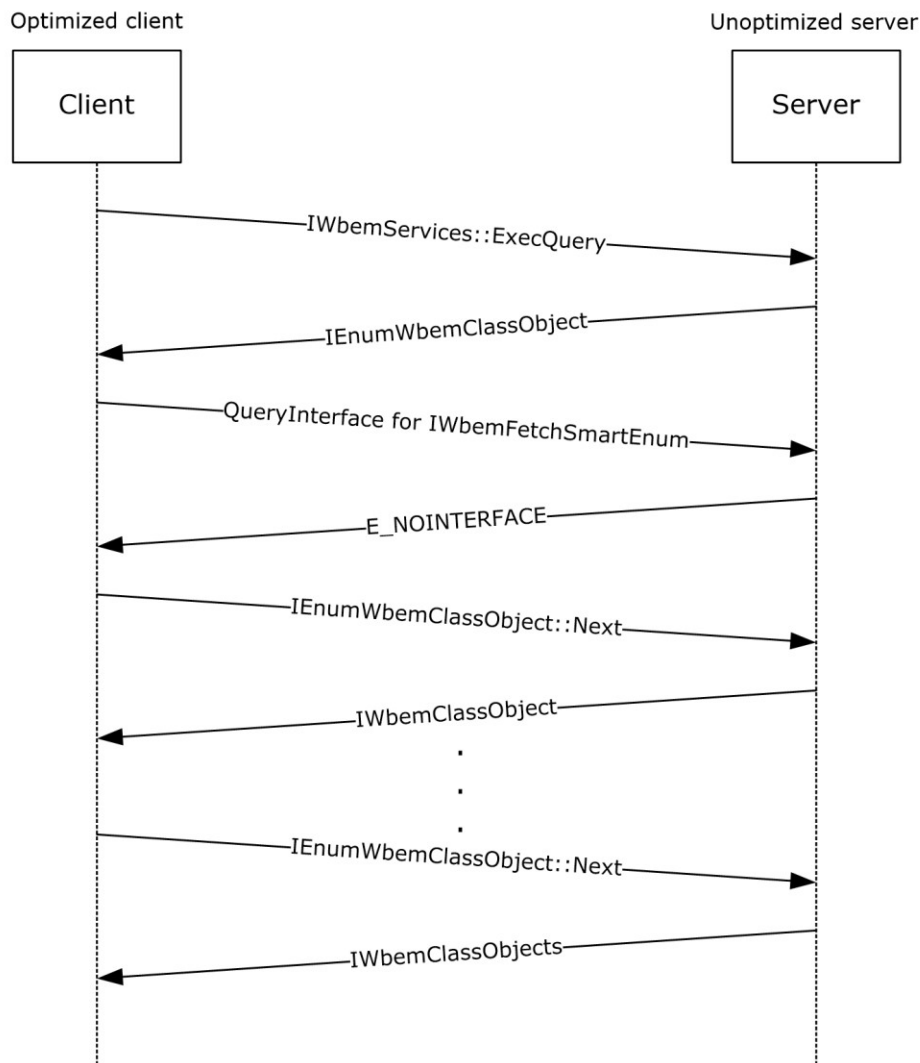 Optimized client
Unoptimized server
Client
Server
IWbemServices::ExecQuery
IEnumWbemClassObject
QueryInterface for IWbemFetchSmartEnum
E_NOINTERFACE
IEnumWbemClassObject::Next
IWbemClassObject
.
.
.
IEnumWbemClassObject::Next
IWbemClassObjects